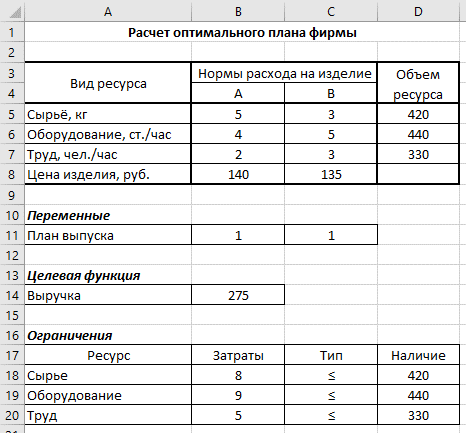 A B C D
1 Расчет оптимального плана фирмы
2
3 Вид ресурса Нормы расхода на изделие Объем ресурса
4 A B
5 Сырьё, кг 5 3 420
6 Оборудование, ст./час 4 5 440
7 Труд, чел./час 2 3 330
8 Цена изделия, руб. 140 135
9
10 Переменные
11 План выпуска 1 1
12
13 Целевая функция
14 Выручка 275
15
16 Ограничения
17 Ресурс Затраты Тип Наличие
18 Сырье 8 ≤ 420
19 Оборудование 9 ≤ 440
20 Труд 5 ≤ 330